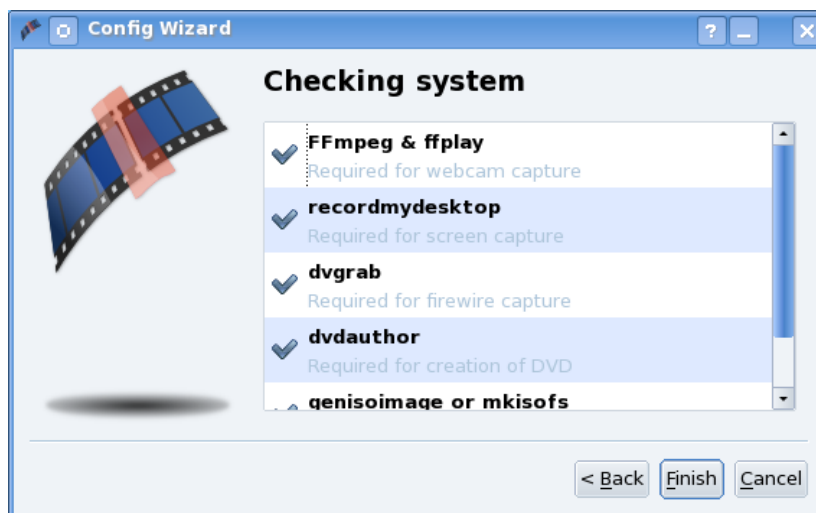 Config Wizard
?
Checking system
FFmpeg & ffplay
Required for webcam capture
recordmydesktop
Required for screen capture
dvgrab
Required for firewire capture
dvdauthor
Required for creation of DVD
genisoimage or mkisofs
< Back Finish Cancel